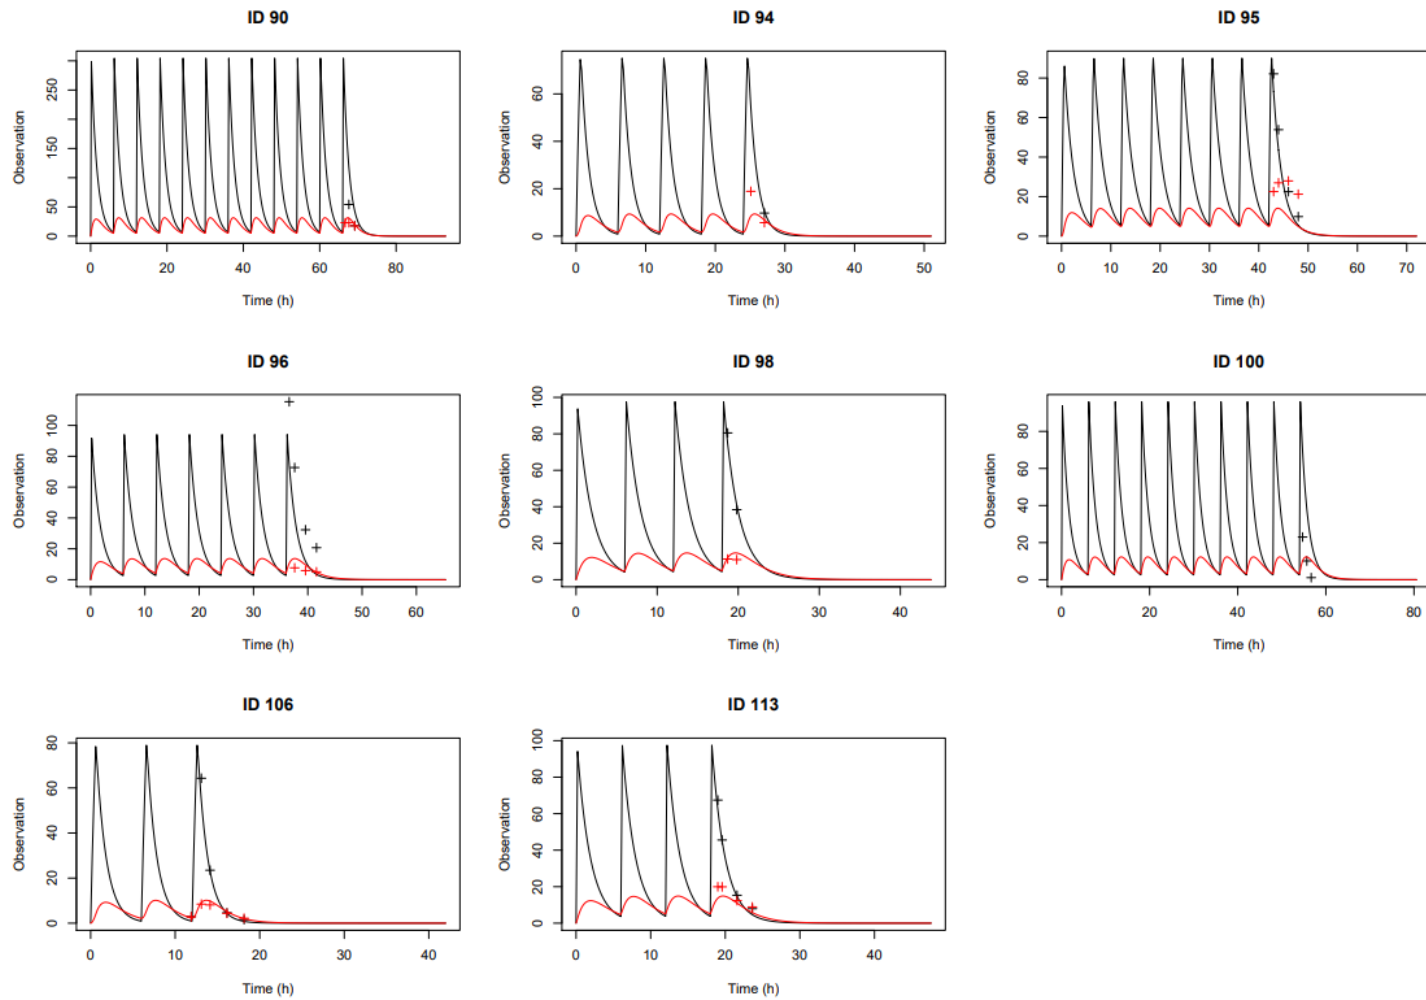 ID 90
Observation
250
150
50
0
0 20 40 60 80
Time (h)
ID 94
Observation
60
40
20
0
0 10 20 30 40 50
Time (h)
ID 95
Observation
80
60
40
20
0
0 10 20 30 40 50 60 70
Time (h)
ID 96
Observation
100
80
60
40
20
0
0 10 20 30 40 50 60
Time (h)
ID 98
Observation
100
80
60
40
20
0
0 10 20 30 40
Time (h)
ID 100
Observation
80
60
40
20
0
0 20 40 60 80
Time (h)
ID 106
Observation
80
60
40
20
0
0 10 20 30 40
Time (h)
ID 113
Observation
100
80
60
40
20
0
0 10 20 30 40
Time (h)